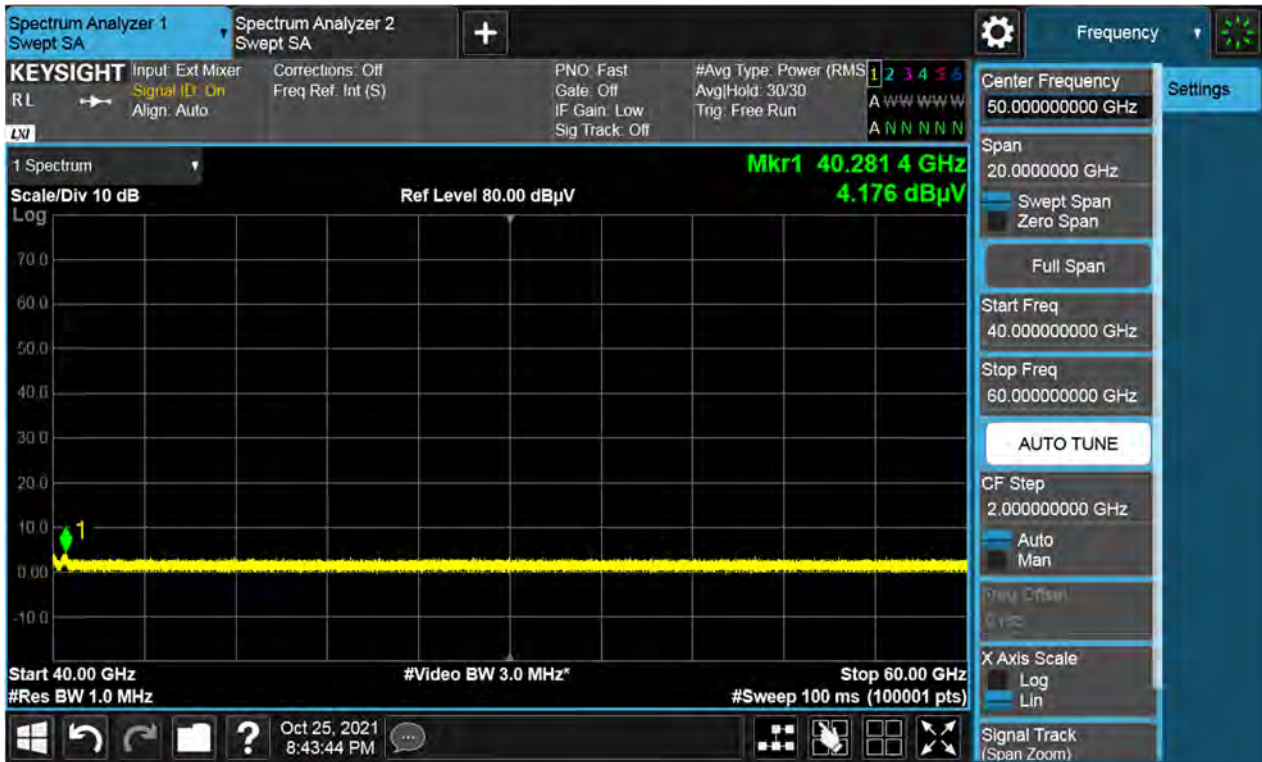 Spectrum Analyzer 1
Swept SA
Spectrum Analyzer 2
Swept SA
+
Frequency
KEYSIGHT
RL
LXI
Input: Ext Mixer
Signal ID: On
Align: Auto
Corrections: Off
Freq Ref: Int (S)
PNO: Fast
Gate: Off
IF Gain: Low
Sig Track: Off
#Avg Type: Power (RMS
Avg|Hold: 30/30
Trig: Free Run
1 2 3 4 5 6
A W W W W W
A N N N N N
1 Spectrum
Mkr1 40.281 4 GHz
4.176 dBµV
Scale/Div 10 dB
Ref Level 80.00 dBµV
Log
70.0
60.0
50.0
40.0
30.0
20.0
10.0
0.00
-10.0
1
Start 40.00 GHz
#Video BW 3.0 MHz*
Stop 60.00 GHz
#Res BW 1.0 MHz
#Sweep 100 ms (100001 pts)
Center Frequency
50.000000000 GHz
Settings
Span
20.0000000 GHz
Swept Span
Zero Span
Full Span
Start Freq
40.000000000 GHz
Stop Freq
60.000000000 GHz
AUTO TUNE
CF Step
2.000000000 GHz
Auto
Man
Freq Offset
0 Hz
X Axis Scale
Log
Lin
Signal Track
(Span Zoom)
?
Oct 25, 2021
8:43:44 PM